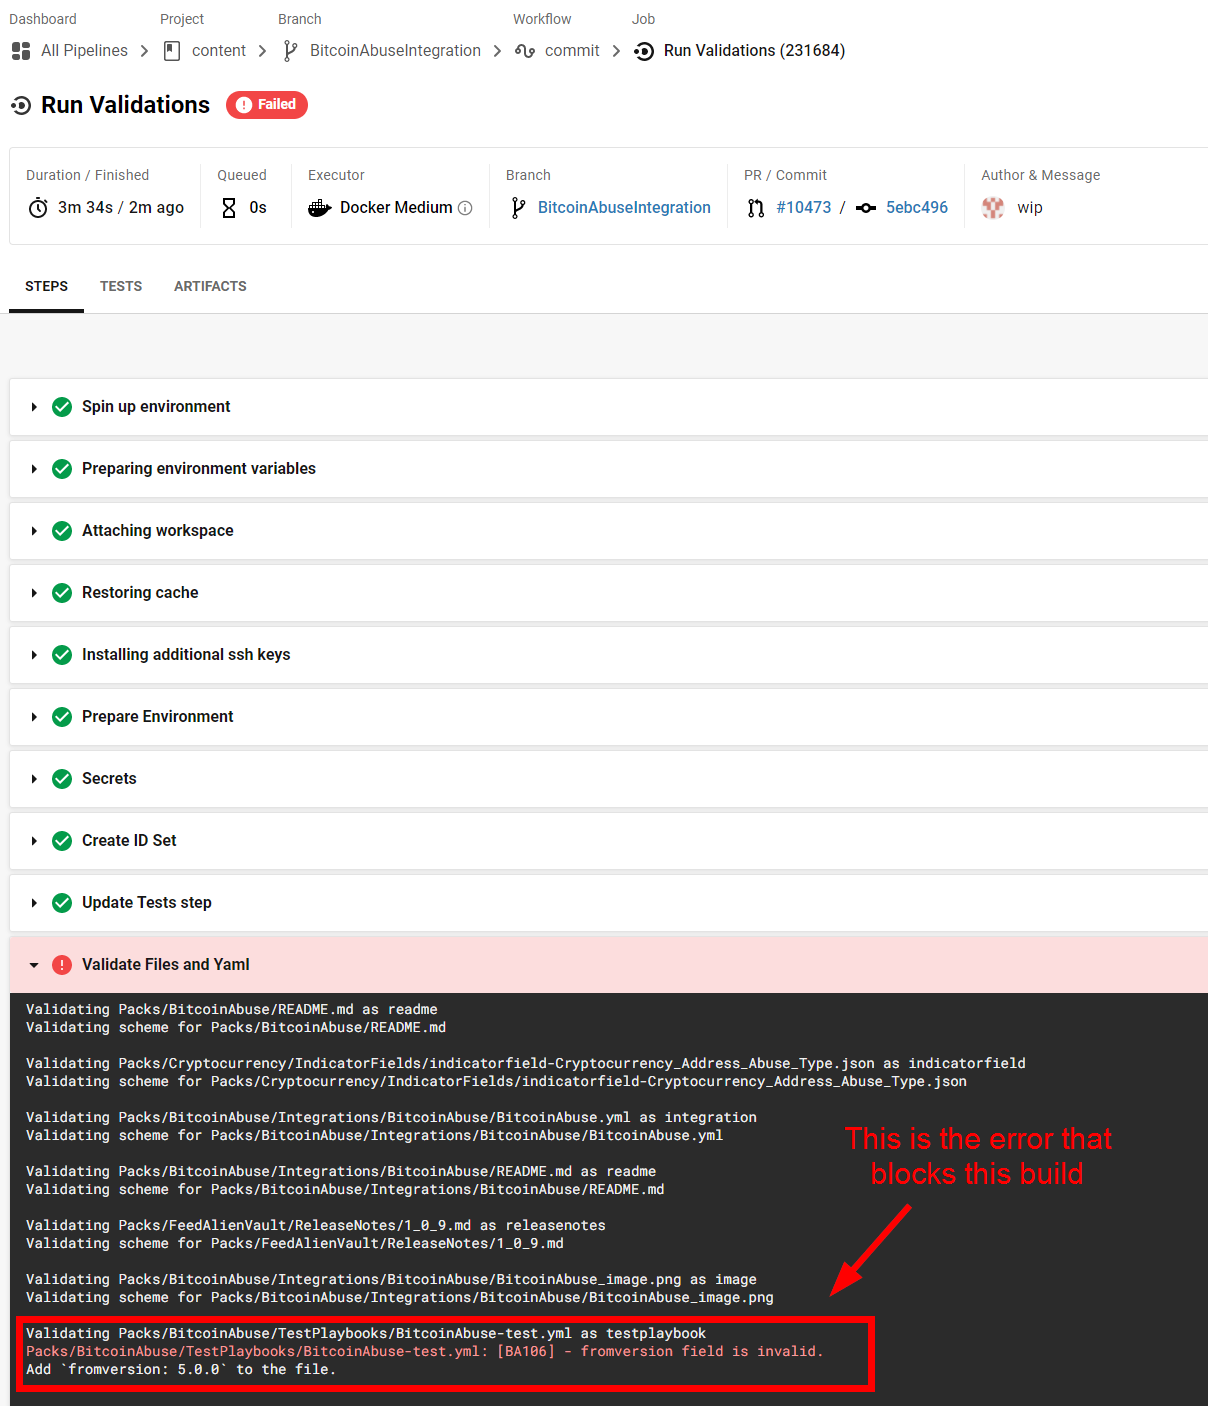 Dashboard Project Branch Workflow Job
All Pipelines content BitcoinAbuseIntegration commit Run Validations (231684)
Run Validations Failed
Duration / Finished Queued Executor Branch PR / Commit Author & Message
3m 34s / 2m ago 0s Docker Medium BitcoinAbuseIntegration #10473 / 5ebc496 wip
STEPS TESTS ARTIFACTS
Spin up environment
Preparing environment variables
Attaching workspace
Restoring cache
Installing additional ssh keys
Prepare Environment
Secrets
Create ID Set
Update Tests step
Validate Files and Yaml
Validating Packs/BitcoinAbuse/README.md as readme
Validating scheme for Packs/BitcoinAbuse/README.md
Validating Packs/Cryptocurrency/IndicatorFields/indicatorfield-Cryptocurrency_Address_Abuse_Type.json as indicatorfield
Validating scheme for Packs/Cryptocurrency/IndicatorFields/indicatorfield-Cryptocurrency_Address_Abuse_Type.json
Validating Packs/BitcoinAbuse/Integrations/BitcoinAbuse/BitcoinAbuse.yml as integration
Validating scheme for Packs/BitcoinAbuse/Integrations/BitcoinAbuse/BitcoinAbuse.yml
This is the error that
blocks this build
Validating Packs/BitcoinAbuse/Integrations/BitcoinAbuse/README.md as readme
Validating scheme for Packs/BitcoinAbuse/Integrations/BitcoinAbuse/README.md
Validating Packs/FeedAlienVault/ReleaseNotes/1_0_9.md as releasenotes
Validating scheme for Packs/FeedAlienVault/ReleaseNotes/1_0_9.md
Validating Packs/BitcoinAbuse/Integrations/BitcoinAbuse/BitcoinAbuse_image.png as image
Validating scheme for Packs/BitcoinAbuse/Integrations/BitcoinAbuse/BitcoinAbuse_image.png
Validating Packs/BitcoinAbuse/TestPlaybooks/BitcoinAbuse-test.yml as testplaybook
Packs/BitcoinAbuse/TestPlaybooks/BitcoinAbuse-test.yml: [BA106] - fromversion field is invalid.
Add `fromversion: 5.0.0` to the file.